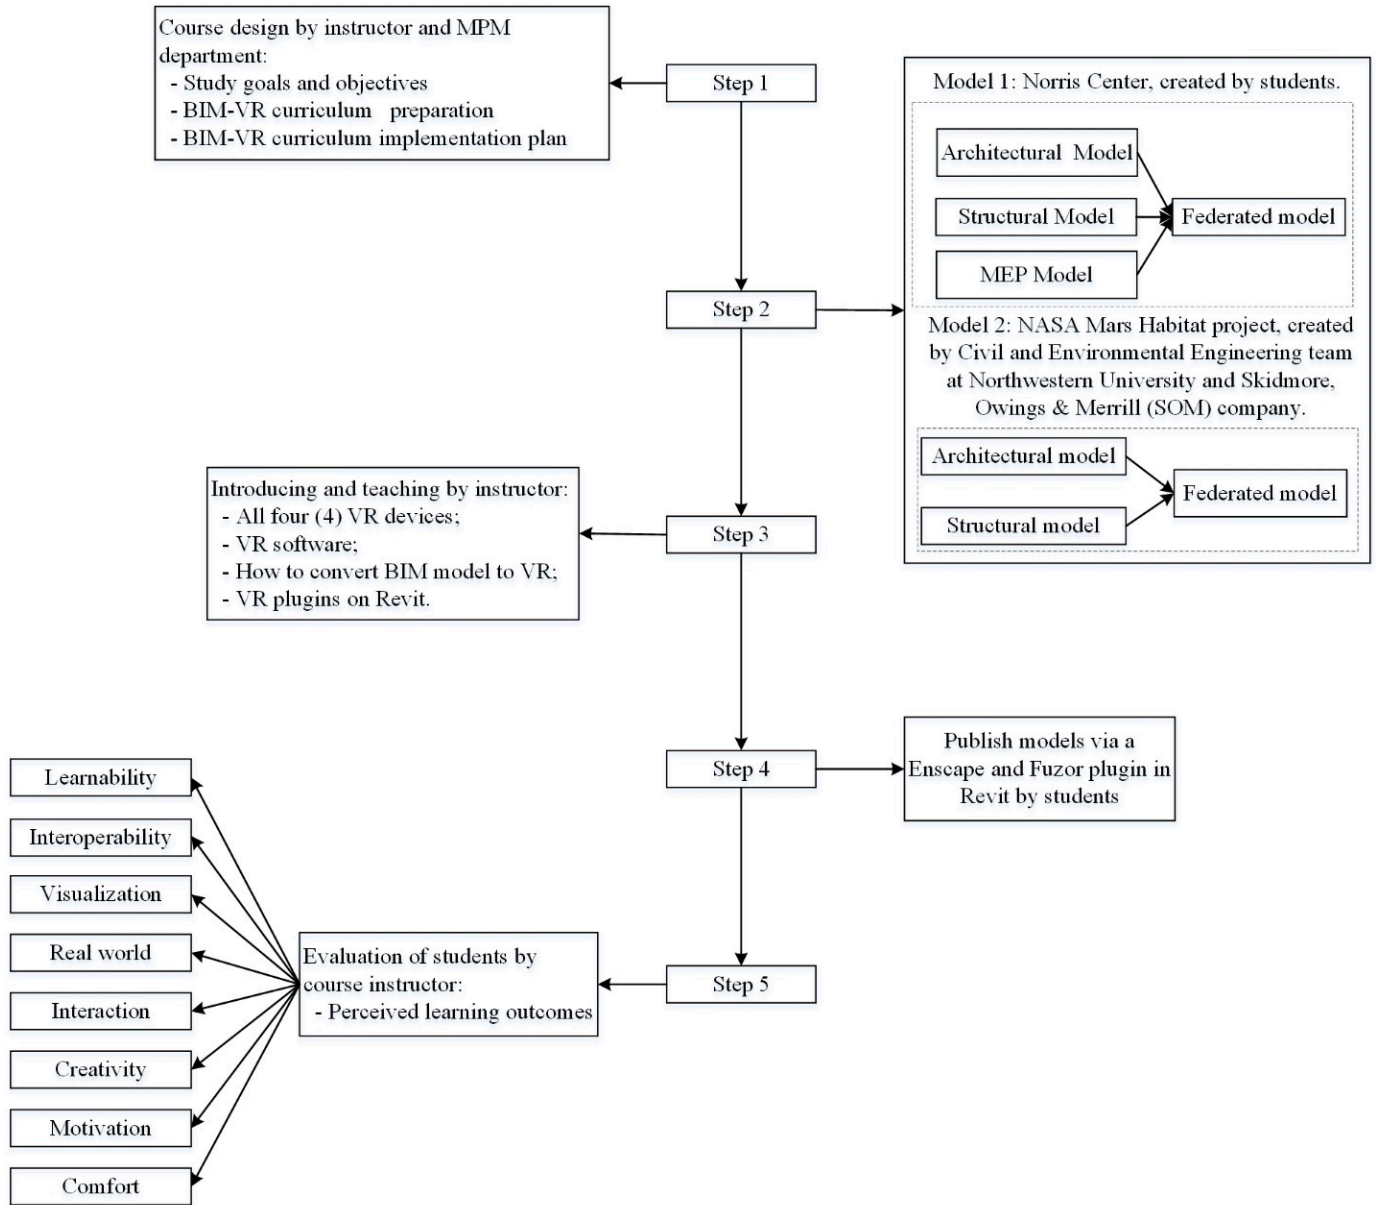 Course design by instructor and MPM
department:
- Study goals and objectives
- BIM-VR curriculum preparation
- BIM-VR curriculum implementation plan
Step 1
Model 1: Norris Center, created by students.
Architectural Model
Structural Model
MEP Model
Federated model
Step 2
Model 2: NASA Mars Habitat project, created
by Civil and Environmental Engineering team
at Northwestern University and Skidmore,
Owings & Merrill (SOM) company.
Architectural model
Structural model
Federated model
Introducing and teaching by instructor:
- All four (4) VR devices;
- VR software;
- How to convert BIM model to VR;
- VR plugins on Revit.
Step 3
Step 4
Publish models via a
Enscape and Fuzor plugin in
Revit by students
Step 5
Evaluation of students by
course instructor:
- Perceived learning outcomes
Learnability
Interoperability
Visualization
Real world
Interaction
Creativity
Motivation
Comfort